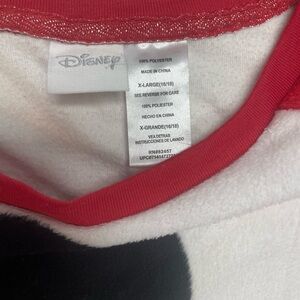 Disney
100% POLYESTER
MADE IN CHINA
X-LARGE(16/18)
SEE REVERSE FOR CARE
100% POLIESTER
HECHO EN CHINA
X-GRANDE(16/18)
VEA DETRAS
INSTRUCCIONES DE LAVADO